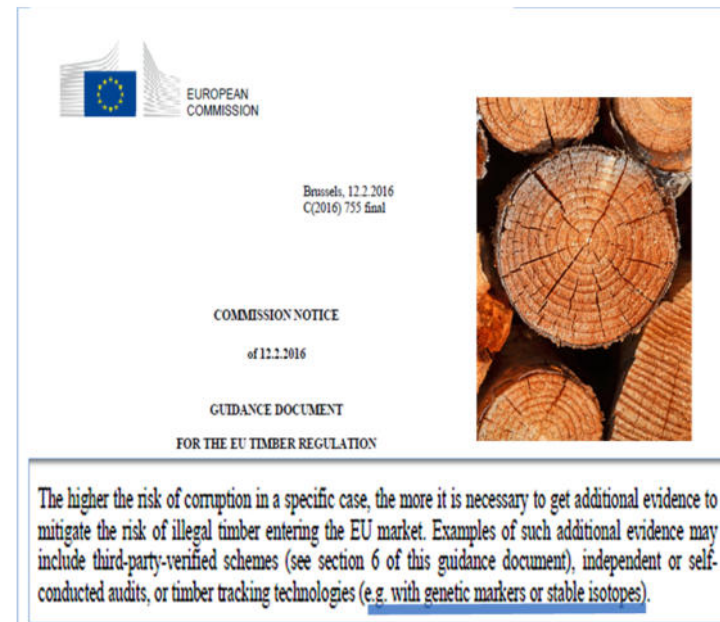 EUROPEAN
COMMISSION
Brussels, 12.2.2016
C(2016) 755 final
COMMISSION NOTICE
of 12.2.2016
GUIDANCE DOCUMENT
FOR THE EU TIMBER REGULATION
The higher the risk of corruption in a specific case, the more it is necessary to get additional evidence to
mitigate the risk of illegal timber entering the EU market. Examples of such additional evidence may
include third-party-verified schemes (see section 6 of this guidance document), independent or self-
conducted audits, or timber tracking technologies (e.g. with genetic markers or stable isotopes).